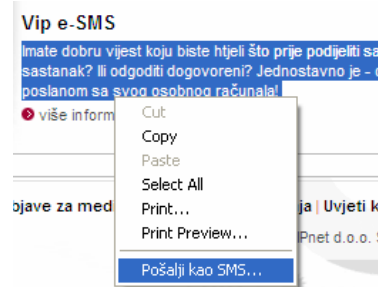 Vip e-SMS
Imate dobru vijest koju biste htjeli što prije podijeliti sa
sastanak? Ili odgoditi dogovoreni? Jednostavno je -
poslanom sa svog osobnog računala!
više inform
Cut
Copy
Paste
Select All
Print...
Print Preview...
Pošalji kao SMS...
bjave za med
ja | Uvjeti k
Pnet d.o.o.